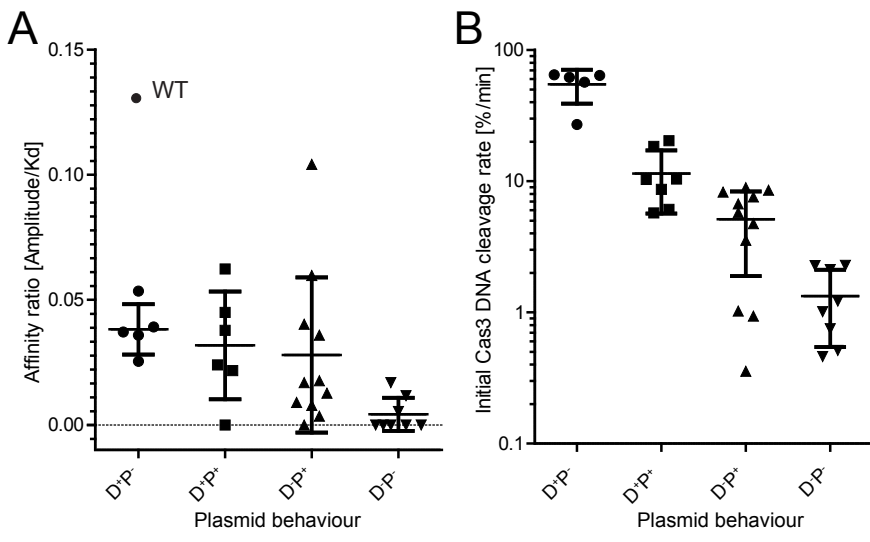 A
Affinity ratio [Amplitude/Kd]
0.15
0.10
0.05
0.00
WT
D⁺P⁻
D⁺P⁺
D⁻P⁺
D⁻P⁻
Plasmid behaviour
B
Initial Cas3 DNA cleavage rate [%/min]
100
10
1
0.1
D⁺P⁻
D⁺P⁺
D⁻P⁺
D⁻P⁻
Plasmid behaviour